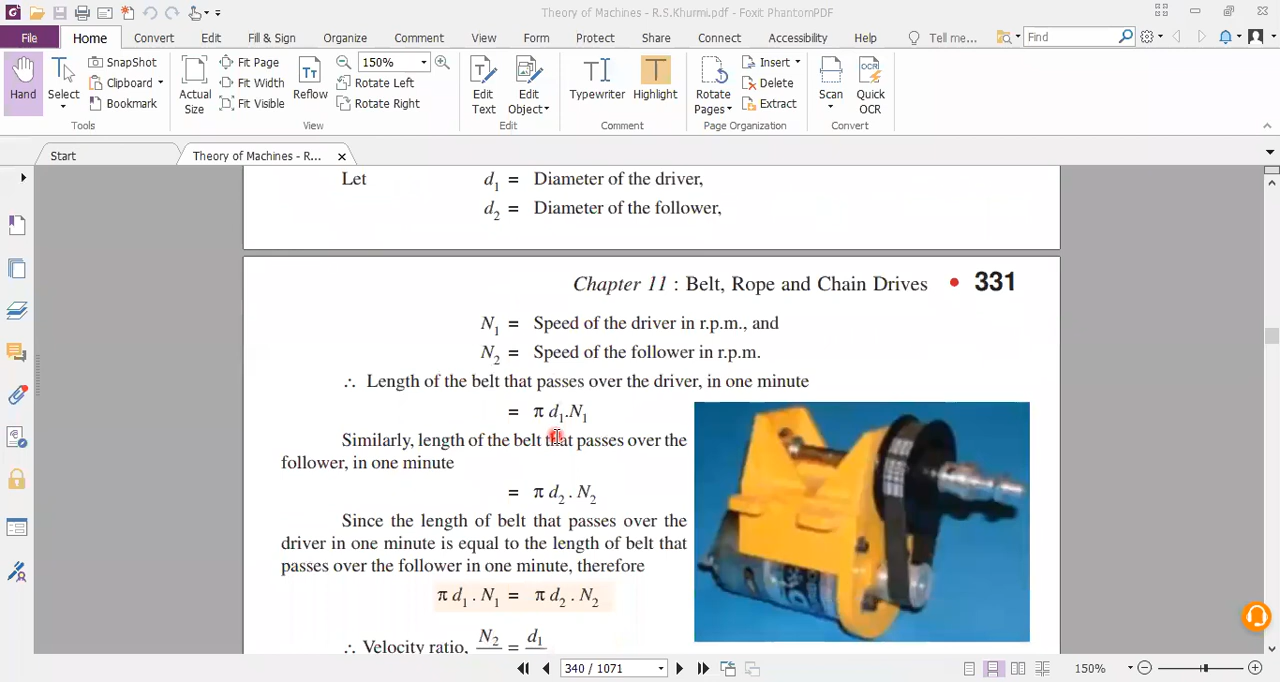 Theory of Machines - R.S.Khurmi.pdf - Foxit PhantomPDF
File Home Convert Edit Fill & Sign Organize Comment View Form Protect Share Connect Accessibility Help Tell me... Find
SnapShot Fit Page 150% Insert
Clipboard Fit Width Rotate Left Delete
Hand Select Bookmark Actual Size Fit Visible Reflow Rotate Right Edit Text Edit Object Typewriter Highlight Rotate Pages Extract Scan Quick OCR
Tools View Edit Comment Page Organization Convert
Start Theory of Machines - R...
Let d₁ = Diameter of the driver,
d₂ = Diameter of the follower,
Chapter 11 : Belt, Rope and Chain Drives • 331
N₁ = Speed of the driver in r.p.m., and
N₂ = Speed of the follower in r.p.m.
∴ Length of the belt that passes over the driver, in one minute
= π d₁.N₁
Similarly, length of the belt that passes over the
follower, in one minute
= π d₂ . N₂
Since the length of belt that passes over the
driver in one minute is equal to the length of belt that
passes over the follower in one minute, therefore
π d₁ . N₁ = π d₂ . N₂
∴ Velocity ratio, N₂ = d₁
340 / 1071 150%